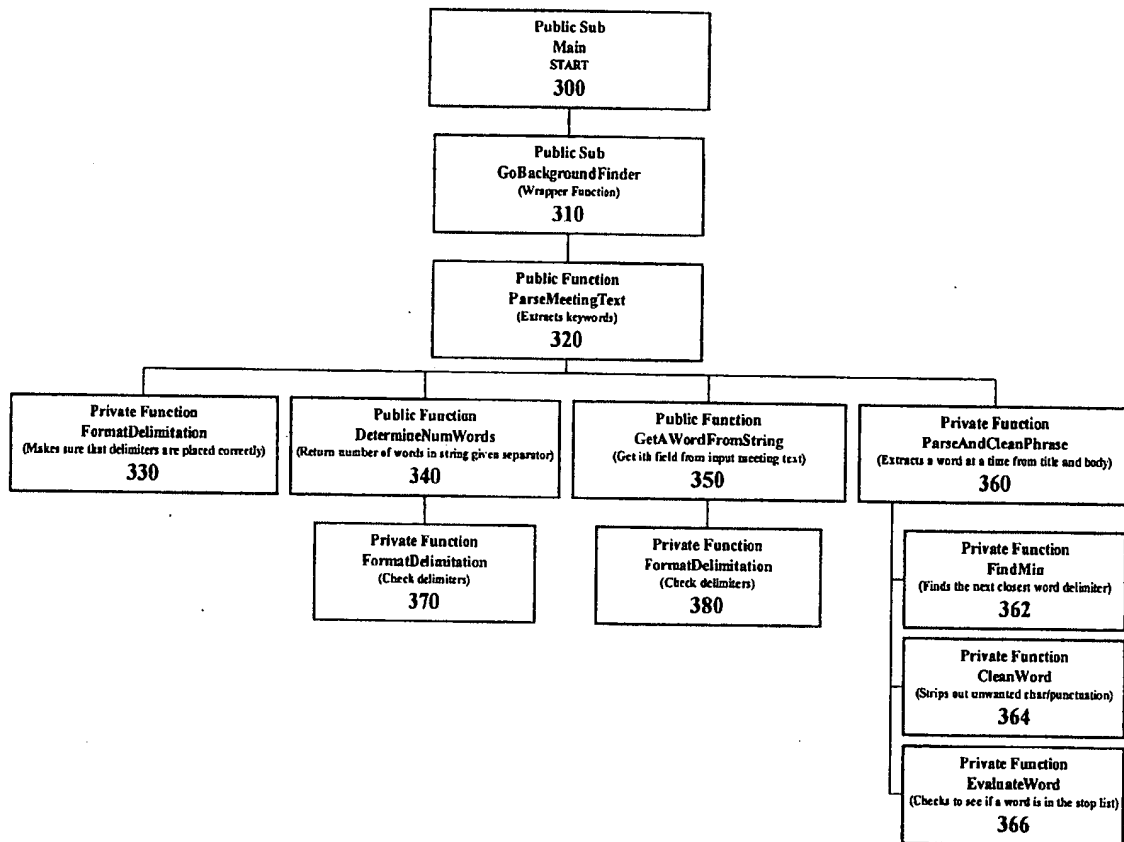 Public Sub
Main
START
300
Public Sub
GoBackgroundFinder
(Wrapper Function)
310
Public Function
ParseMeetingText
(Extracts keywords)
320
Private Function
FormatDelimitation
(Makes sure that delimiters are placed correctly)
330
Public Function
DetermineNumWords
(Return number of words in string given separator)
340
Public Function
GetAWordFromString
(Get ith field from input meeting text)
350
Private Function
ParseAndCleanPhrase
(Extracts a word at a time from title and body)
360
Private Function
FormatDelimitation
(Check delimiters)
370
Private Function
FormatDelimitation
(Check delimiters)
380
Private Function
FindMin
(Finds the next closest word delimiter)
362
Private Function
CleanWord
(Strips out unwanted char/punctuation)
364
Private Function
EvaluateWord
(Checks to see if a word is in the stop list)
366